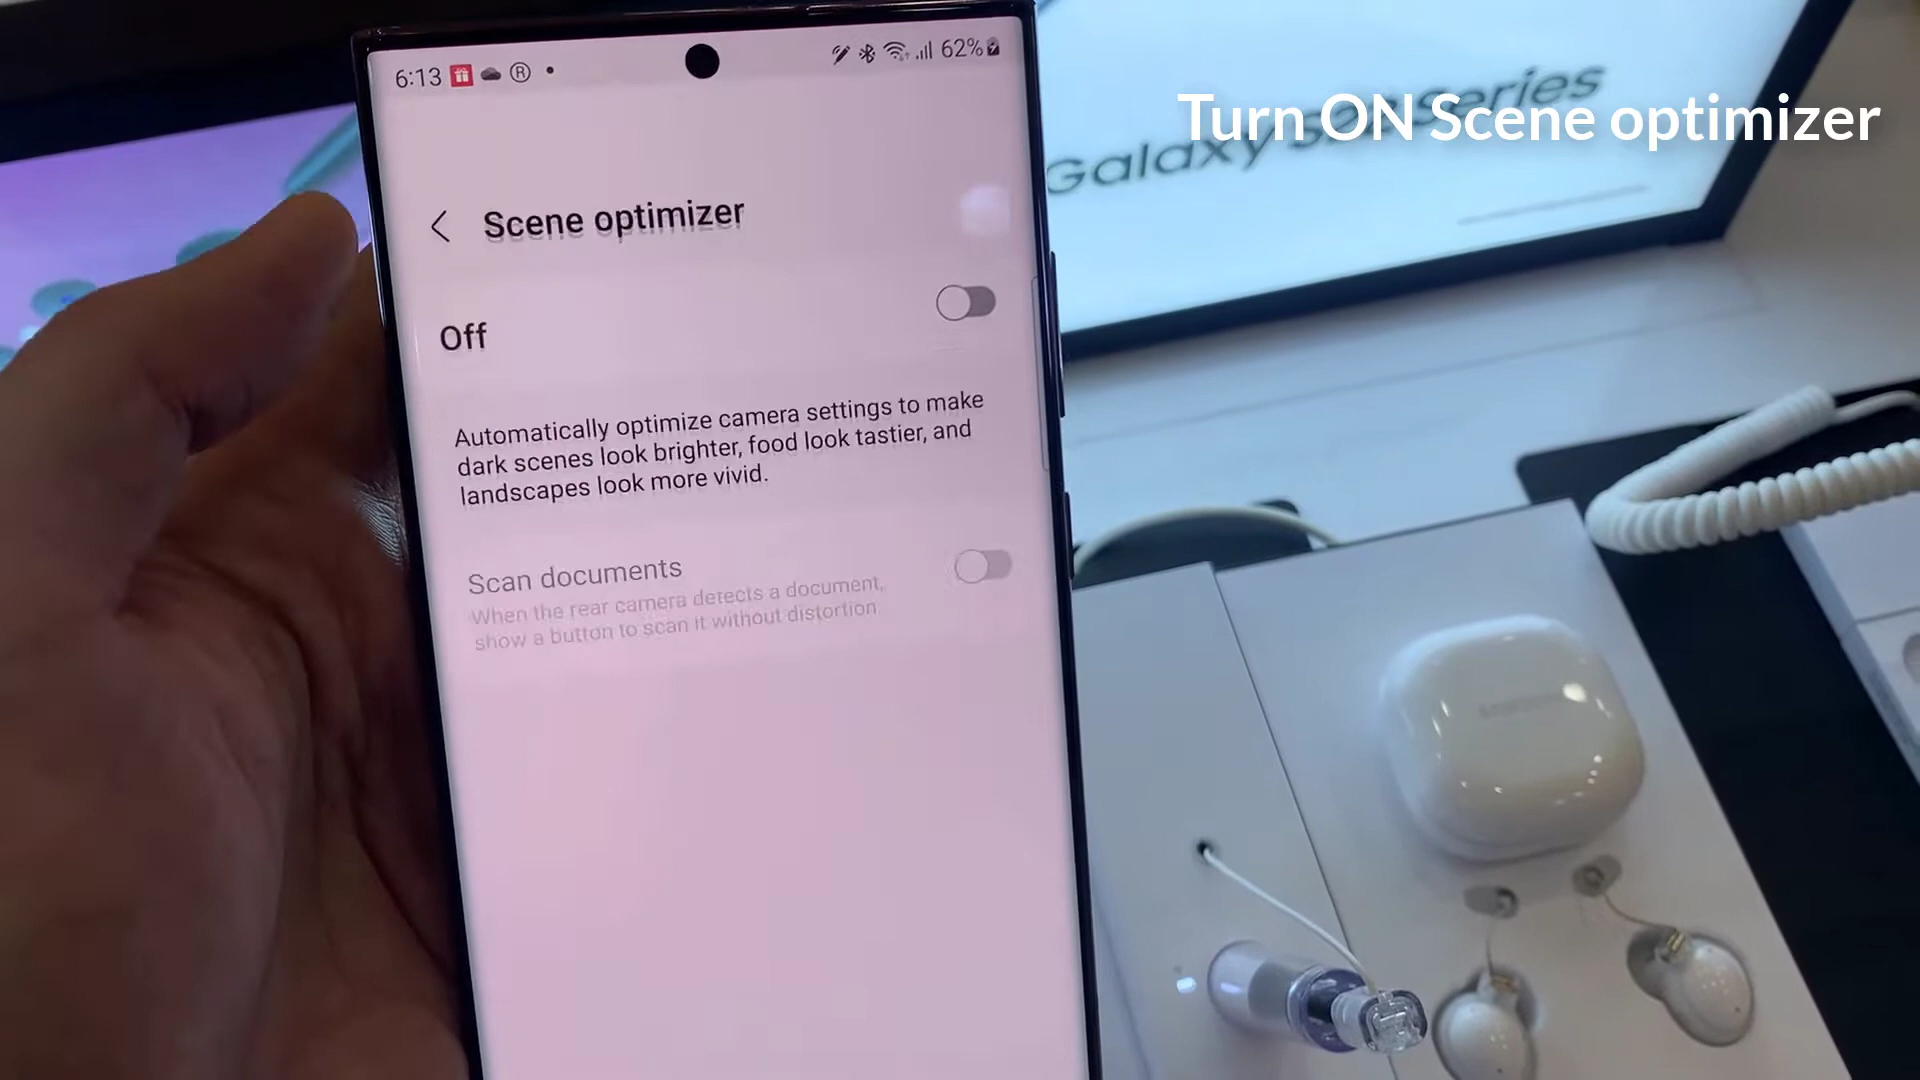 6:13
62%
Turn ON Scene optimizer
Galaxy Series
Scene optimizer
Off
Automatically optimize camera settings to make
dark scenes look brighter, food look tastier, and
landscapes look more vivid.
Scan documents
When the rear camera detects a document,
show a button to scan it without distortion.